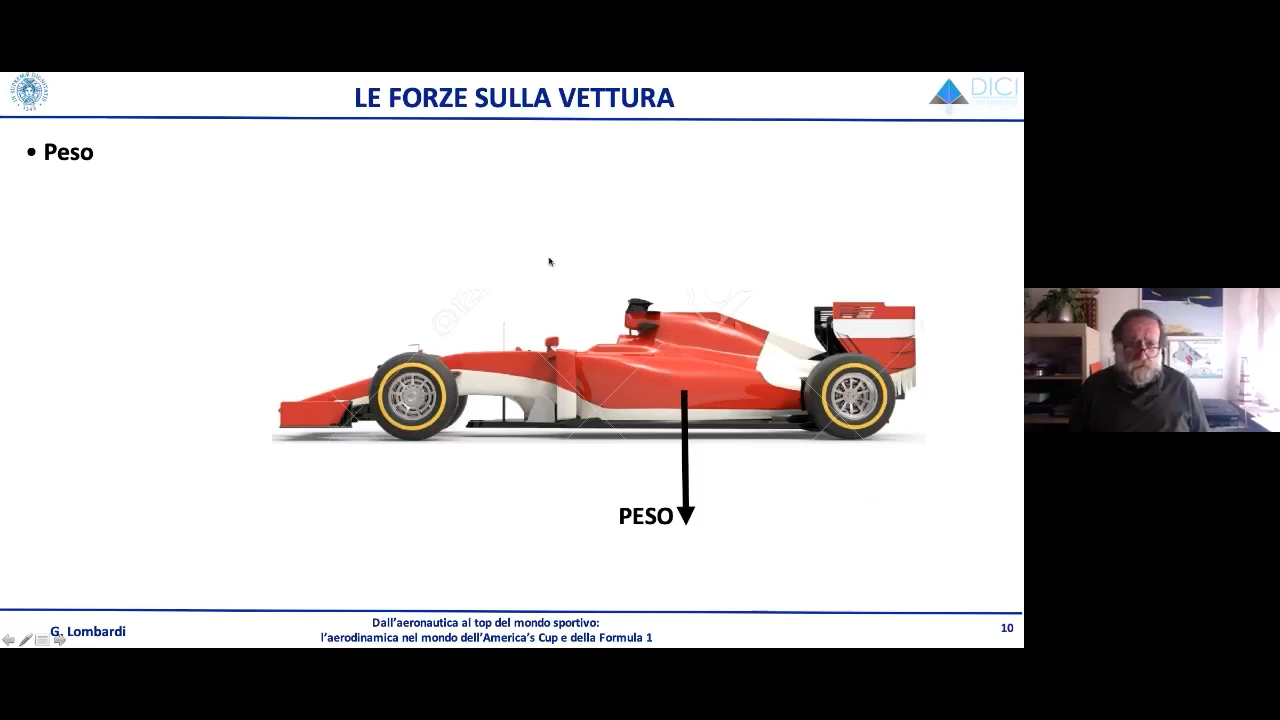 LE FORZE SULLA VETTURA
DICI
• Peso
PESO
G. Lombardi
Dall'aeronautica al top del mondo sportivo:
l'aerodinamica nel mondo dell'America's Cup e della Formula 1
10